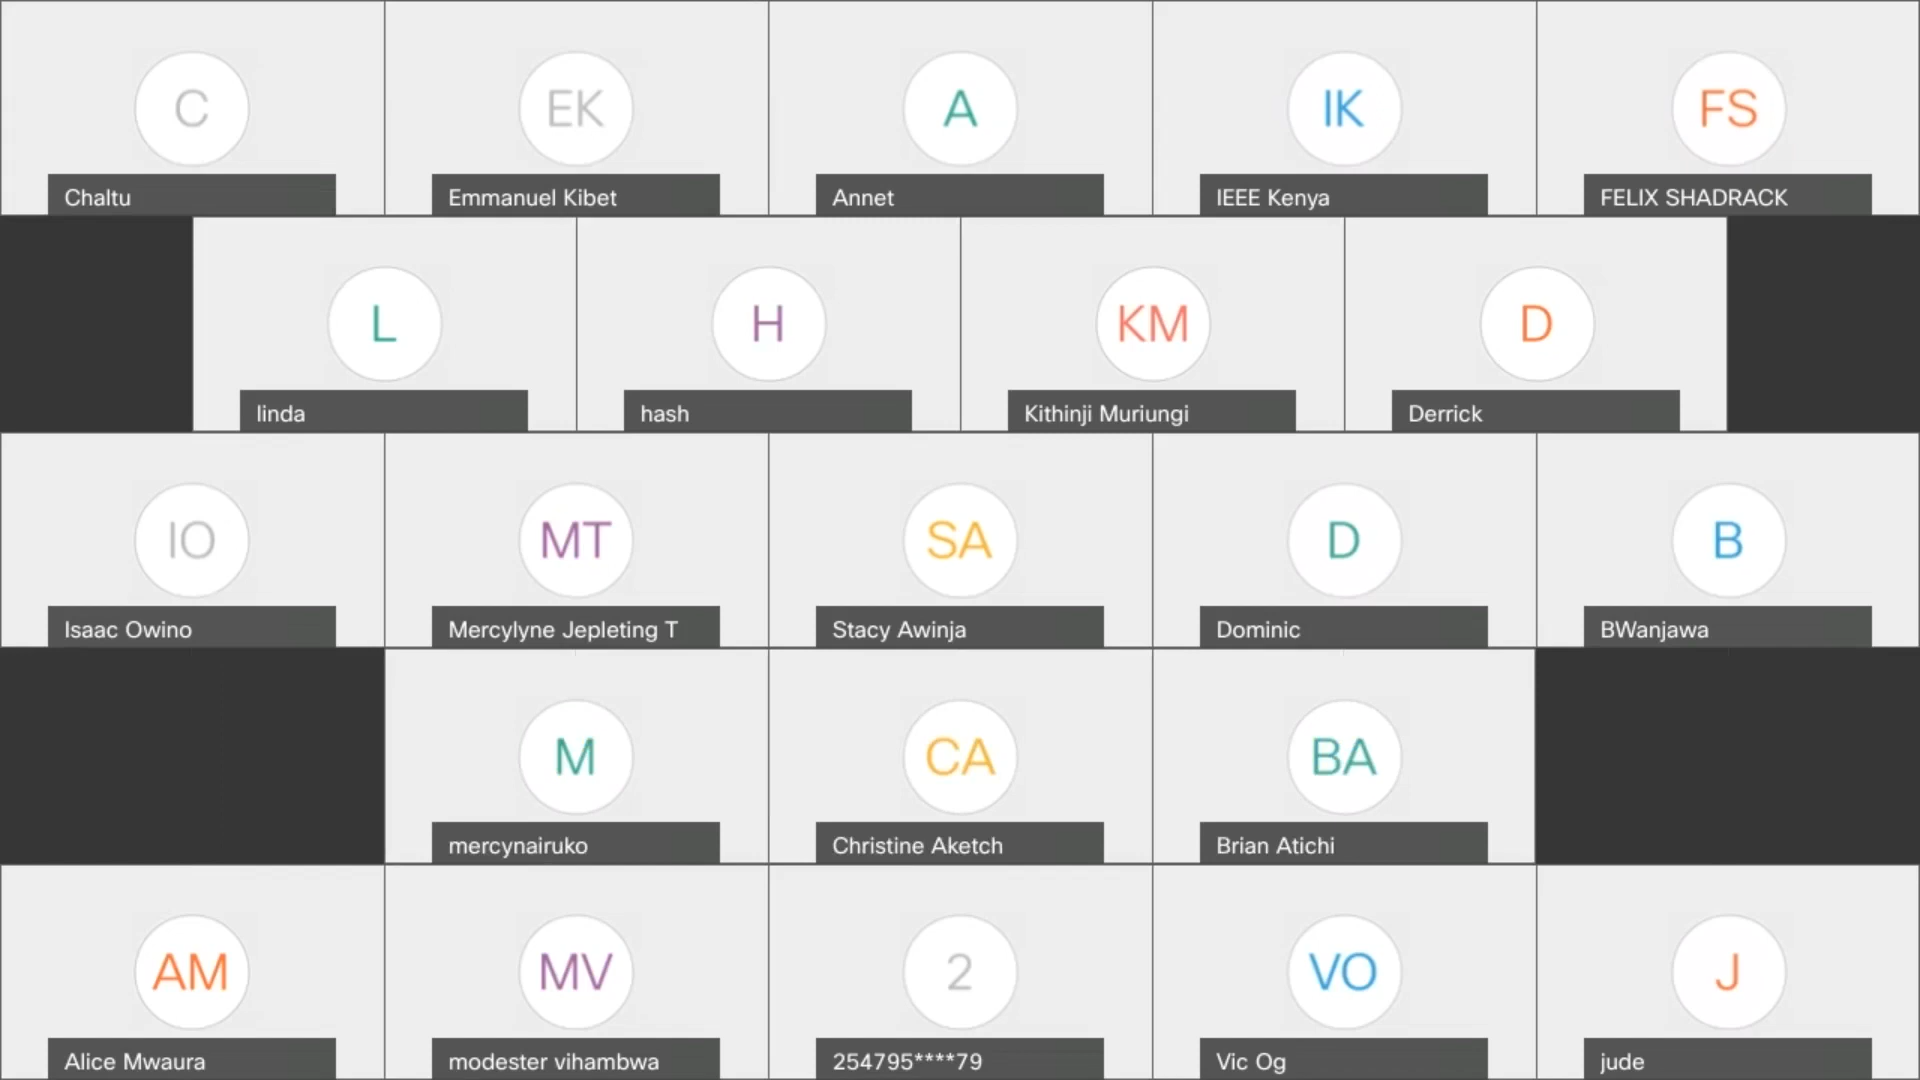 C
EK
A
IK
FS
Chaltu
Emmanuel Kibet
Annet
IEEE Kenya
FELIX SHADRACK
L
H
KM
D
linda
hash
Kithinji Muriungi
Derrick
IO
MT
SA
D
B
Isaac Owino
Mercylyne Jepleting T
Stacy Awinja
Dominic
BWanjawa
M
CA
BA
mercynairuko
Christine Aketch
Brian Atichi
AM
MV
2
VO
J
Alice Mwaura
modester vihambwa
254795****79
Vic Og
jude